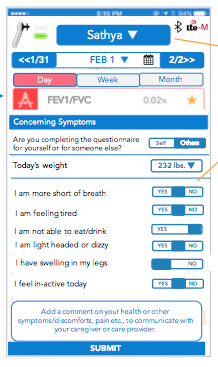 5:10 PM 94%
Sathya ▼
<<1/31 FEB 1 ▼ 2/2>>
Day Week Month
A FEV1/FVC 0.02%
Concerning Symptoms
Are you completing the questionnaire
for yourself or for someone else? Self Others
Today's weight 232 lbs. ▼
I am more short of breath YES NO
I am feeling tired YES NO
I am not able to eat/drink YES
I am light headed or dizzy YES NO
I have swelling in my legs NO
I feel in-active today YES NO
Add a comment on your health or other
symptoms/discomforts, pain etc., to communicate with
your caregiver or care provider.
SUBMIT